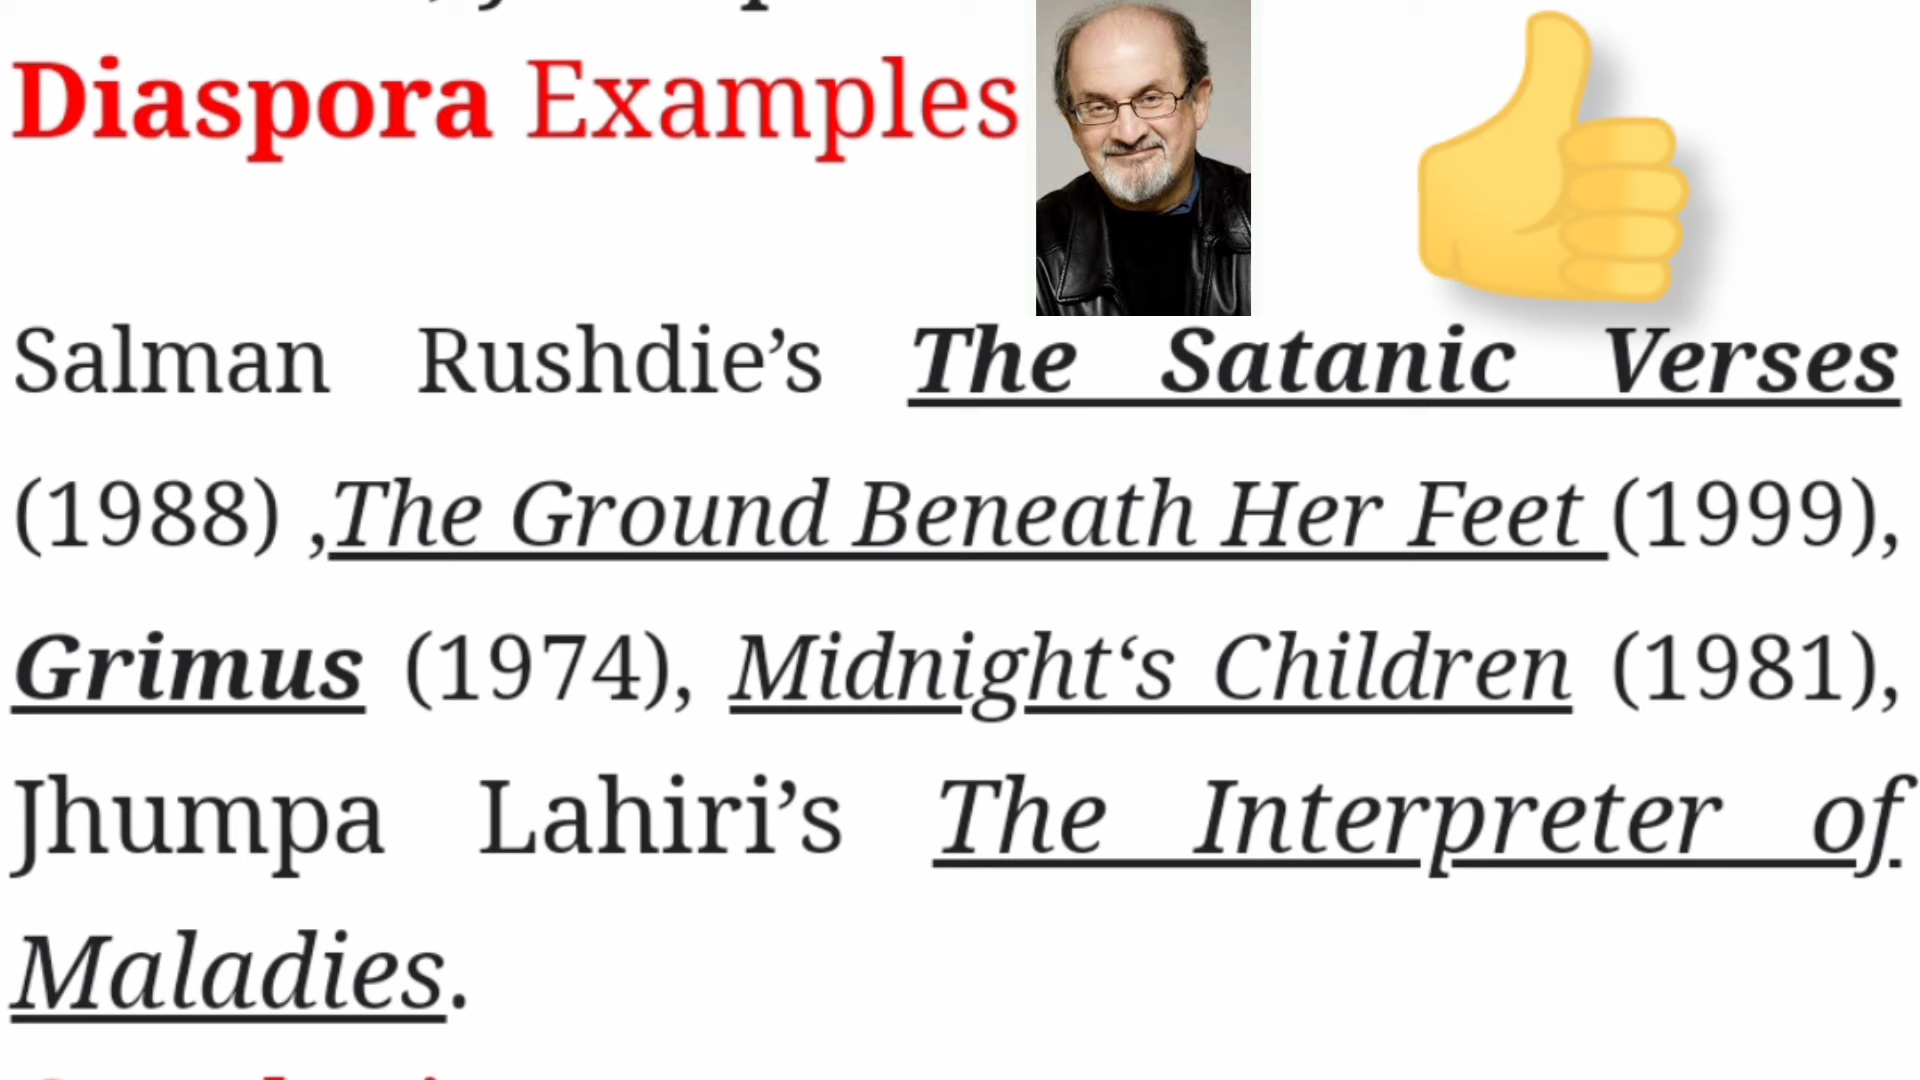 Diaspora Examples
Salman Rushdie’s The Satanic Verses
(1988) ,The Ground Beneath Her Feet (1999),
Grimus (1974), Midnight‘s Children (1981),
Jhumpa Lahiri’s The Interpreter of
Maladies.